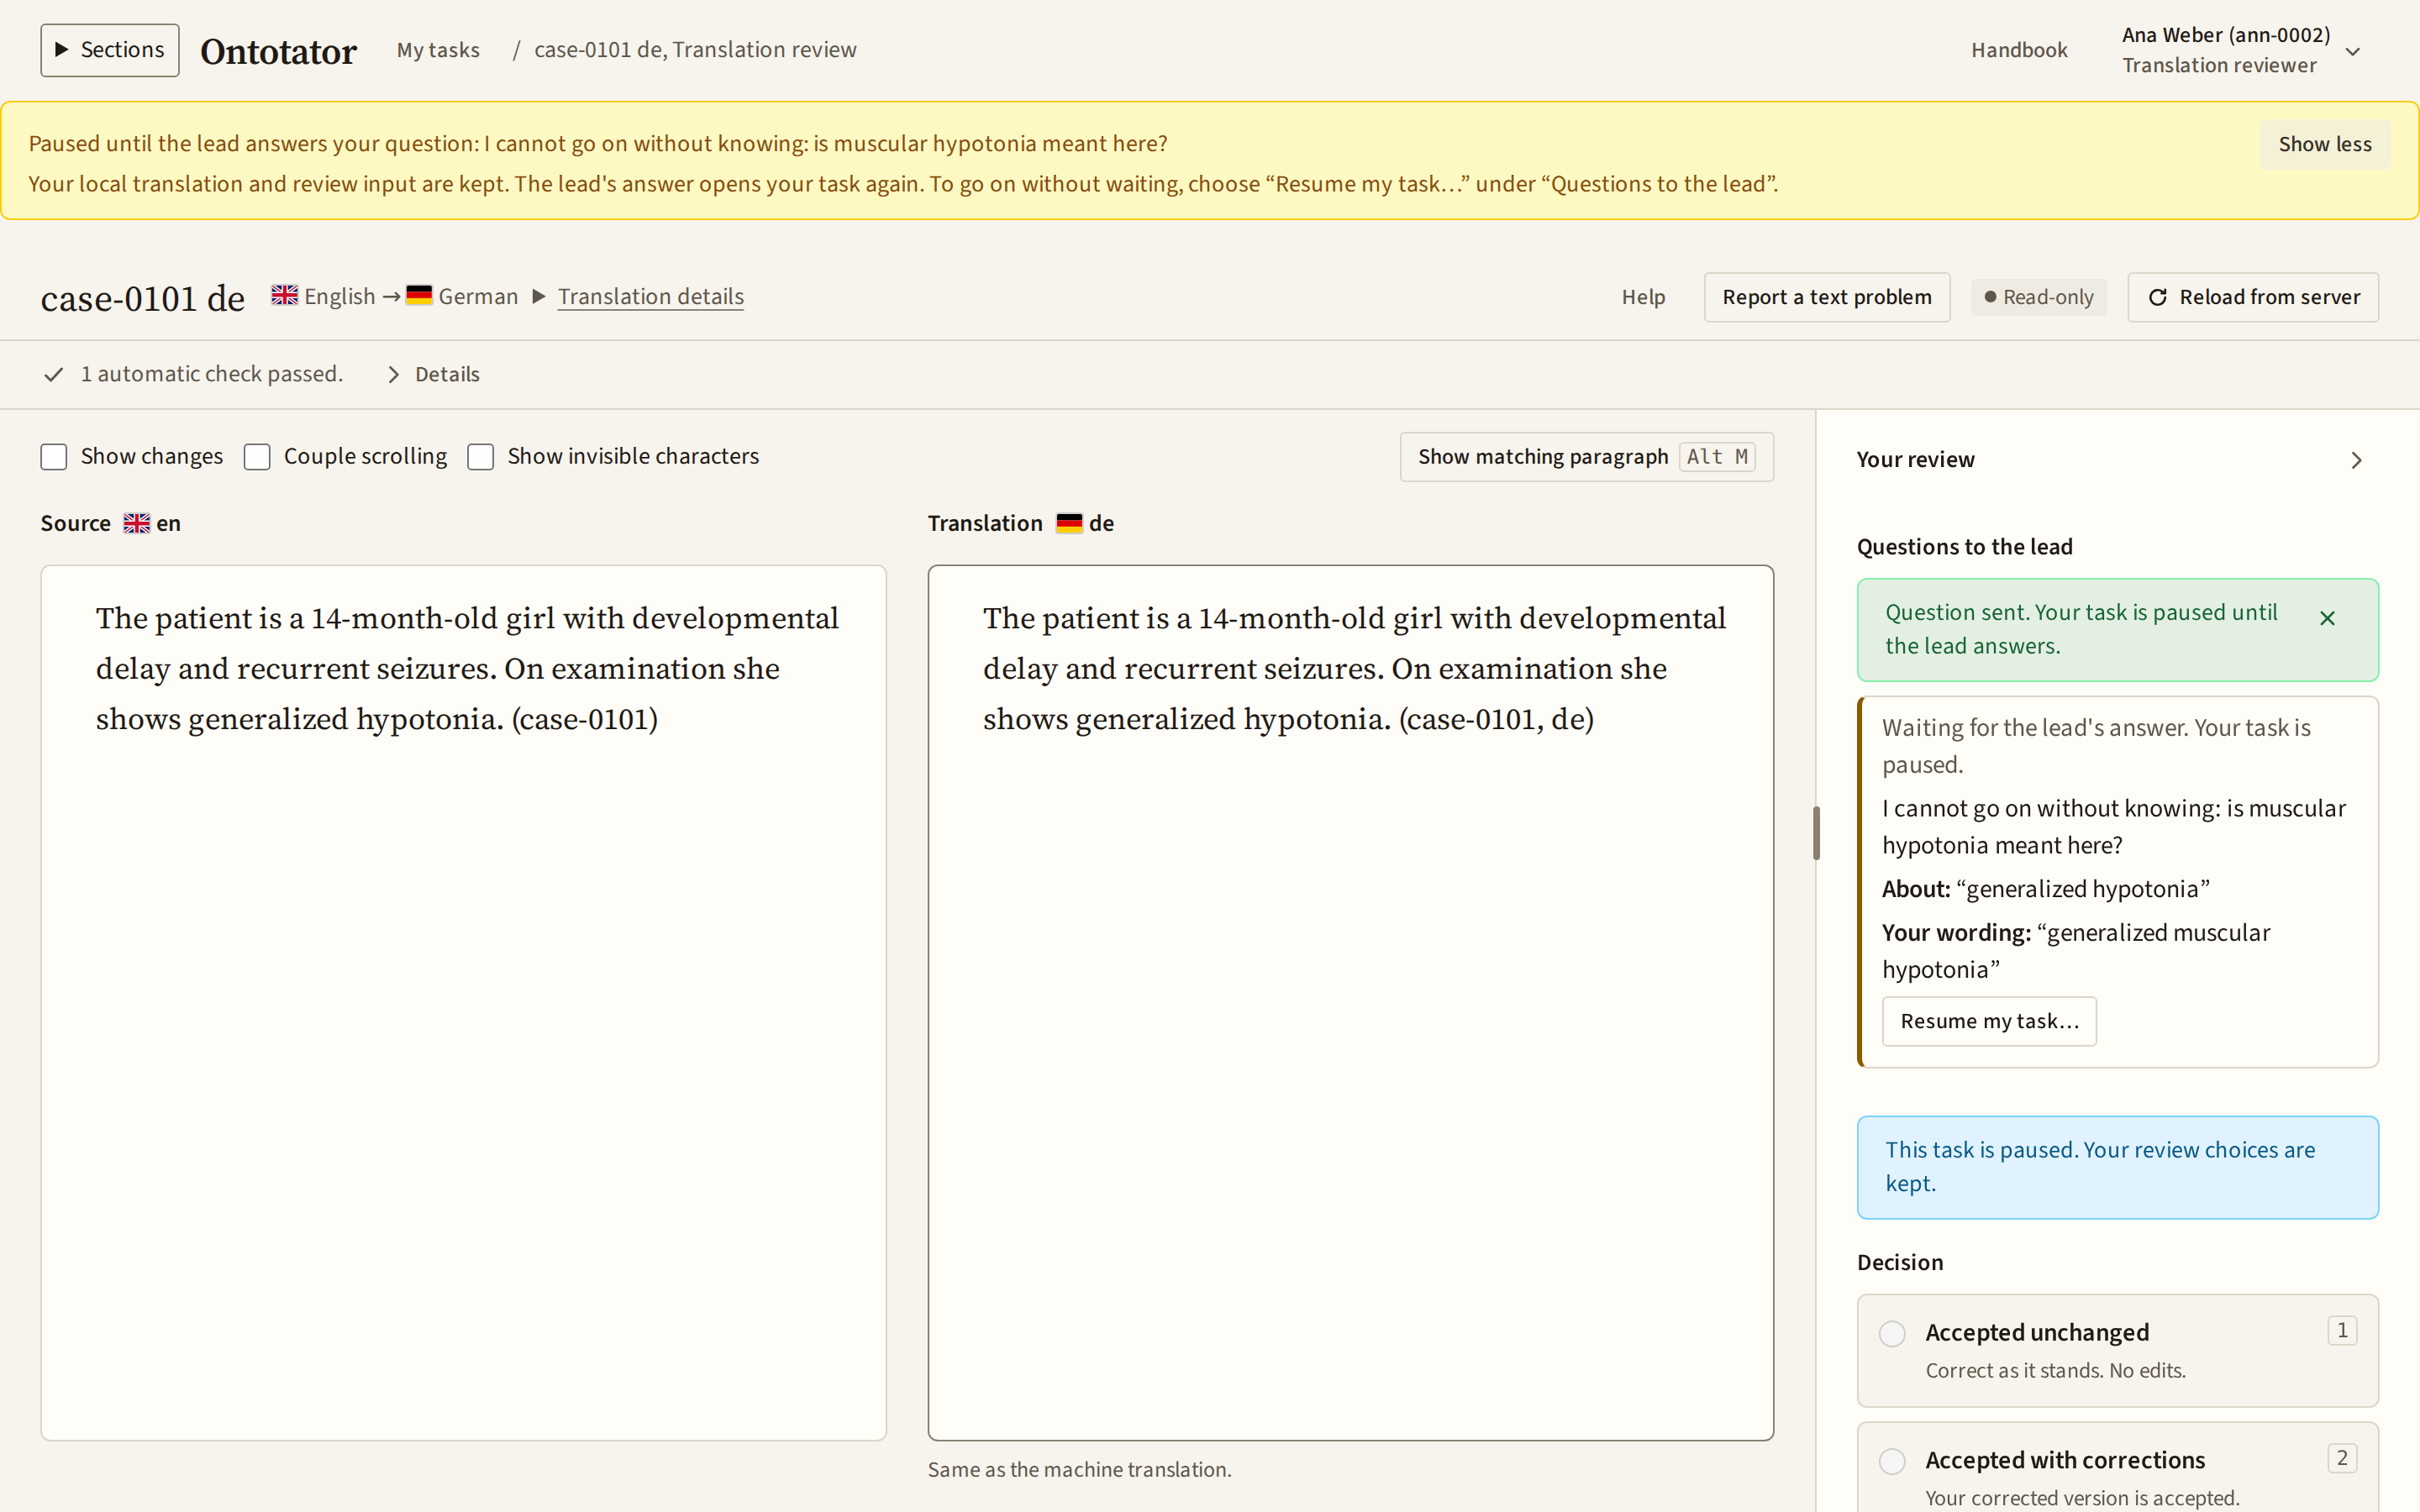 Sections
Ontotator
My tasks / case-0101 de, Translation review
Handbook
Ana Weber (ann-0002)
Translation reviewer
Paused until the lead answers your question: I cannot go on without knowing: is muscular hypotonia meant here?
Show less
Your local translation and review input are kept. The lead's answer opens your task again. To go on without waiting, choose “Resume my task…” under “Questions to the lead”.
case-0101 de
English → German
Translation details
Help
Report a text problem
Read-only
Reload from server
1 automatic check passed.
Details
Show changes
Couple scrolling
Show invisible characters
Show matching paragraph Alt M
Source en
The patient is a 14-month-old girl with developmental
delay and recurrent seizures. On examination she
shows generalized hypotonia. (case-0101)
Translation de
The patient is a 14-month-old girl with developmental
delay and recurrent seizures. On examination she
shows generalized hypotonia. (case-0101, de)
Same as the machine translation.
Your review
Questions to the lead
Question sent. Your task is paused until
the lead answers.
Waiting for the lead's answer. Your task is
paused.
I cannot go on without knowing: is muscular
hypotonia meant here?
About: “generalized hypotonia”
Your wording: “generalized muscular
hypotonia”
Resume my task…
This task is paused. Your review choices are
kept.
Decision
Accepted unchanged 1
Correct as it stands. No edits.
Accepted with corrections 2
Your corrected version is accepted.